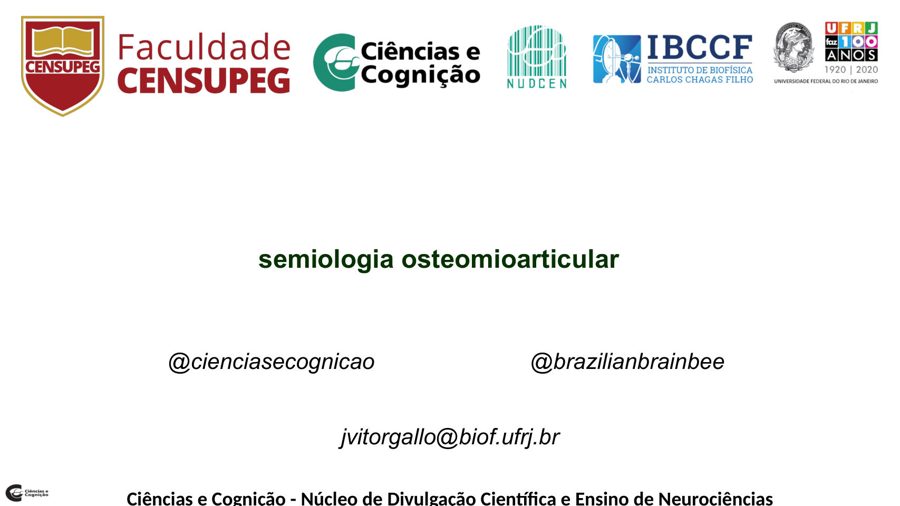 Faculdade
CENSUPEG
CENSUPEG
Ciências e
Cognição
NUDCEN
IBCCF
INSTITUTO DE BIOFÍSICA
CARLOS CHAGAS FILHO
UFRJ
faz 100
ANOS
1920 | 2020
UNIVERSIDADE FEDERAL DO RIO DE JANEIRO
semiologia osteomioarticular
@cienciasecognicao @brazilianbrainbee
jvitorgallo@biof.ufrj.br
Ciências e
Cognição
Ciências e Cognição - Núcleo de Divulgação Científica e Ensino de Neurociências